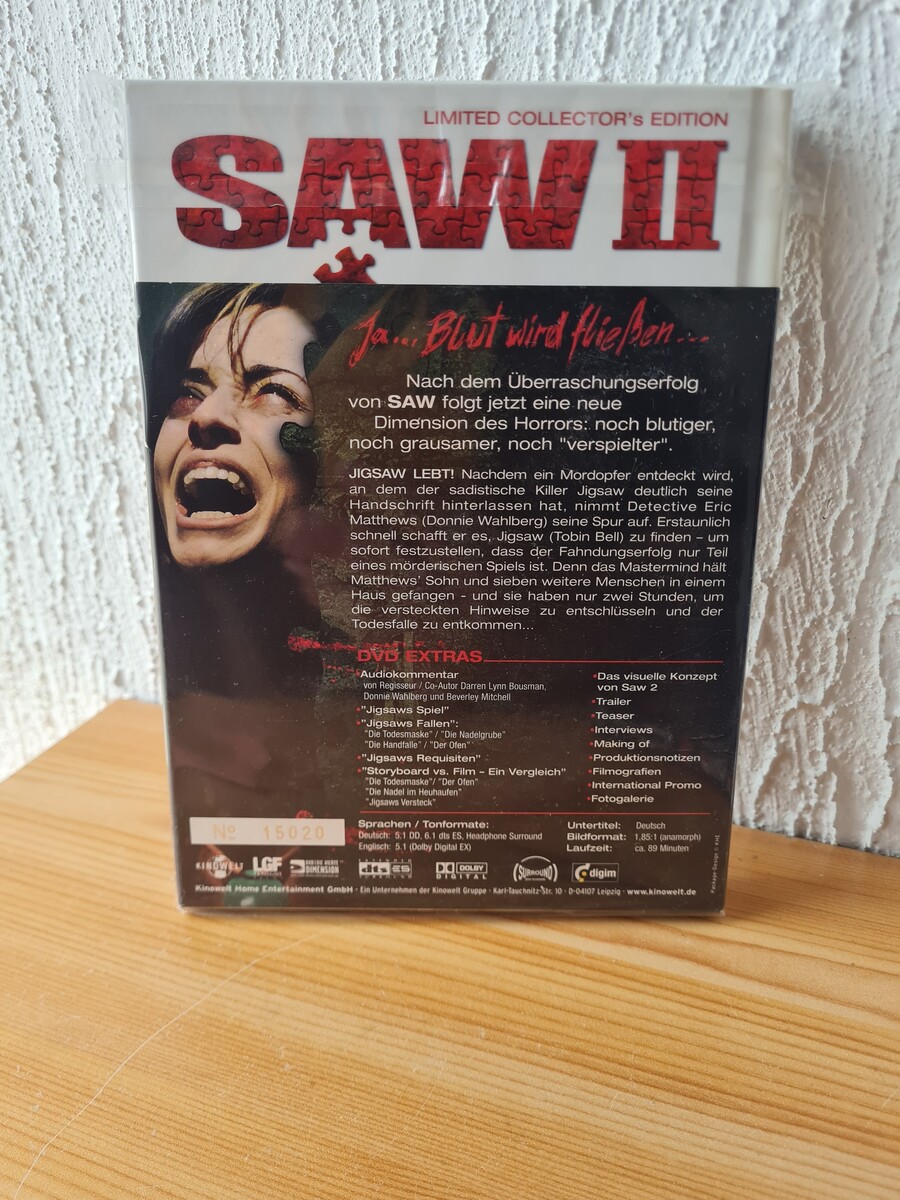 LIMITED COLLECTOR's EDITION
SAW II
Ja... Blut wird fließen...
Nach dem Überraschungserfolg
von SAW folgt jetzt eine neue
Dimension des Horrors: noch blutiger,
noch grausamer, noch "verspielter".
JIGSAW LEBT! Nachdem ein Mordopfer entdeckt wird,
an dem der sadistische Killer Jigsaw deutlich seine
Handschrift hinterlassen hat, nimmt Detective Eric
Matthews (Donnie Wahlberg) seine Spur auf. Erstaunlich
schnell schafft er es, Jigsaw (Tobin Bell) zu finden – um
sofort festzustellen, dass der Fahndungserfolg nur Teil
eines mörderischen Spiels ist. Denn das Mastermind hält
Matthews' Sohn und sieben weitere Menschen in einem
Haus gefangen - und sie haben nur zwei Stunden, um
die versteckten Hinweise zu entschlüsseln und der
Todesfalle zu entkommen...
DVD EXTRAS
•Audiokommentar
von Regisseur / Co-Autor Darren Lynn Bousman,
Donnie Wahlberg und Beverley Mitchell
•"Jigsaws Spiel"
•"Jigsaws Fallen":
"Die Todesmaske" / "Die Nadelgrube"
"Die Handfalle" / "Der Ofen"
•"Jigsaws Requisiten"
•"Storyboard vs. Film – Ein Vergleich"
"Die Todesmaske"/ "Der Ofen"
"Die Nadel im Heuhaufen"
"Jigsaws Versteck"
•Das visuelle Konzept
von Saw 2
•Trailer
•Teaser
•Interviews
•Making of
•Produktionsnotizen
•Filmografien
•International Promo
•Fotogalerie
No 15020
Sprachen / Tonformate:
Deutsch: 5.1 DD, 6.1 dts ES, Headphone Surround
Englisch: 5.1 (Dolby Digital EX)
Untertitel: Deutsch
Bildformat: 1,85:1 (anamorph)
Laufzeit: ca. 89 Minuten
KINOWELT LGF DIMENSION dts ES DOLBY DIGITAL SURROUND digim
Kinowelt Home Entertainment GmbH · Ein Unternehmen der Kinowelt Gruppe · Karl-Tauchnitz-Str. 10 · D-04107 Leipzig · www.kinowelt.de